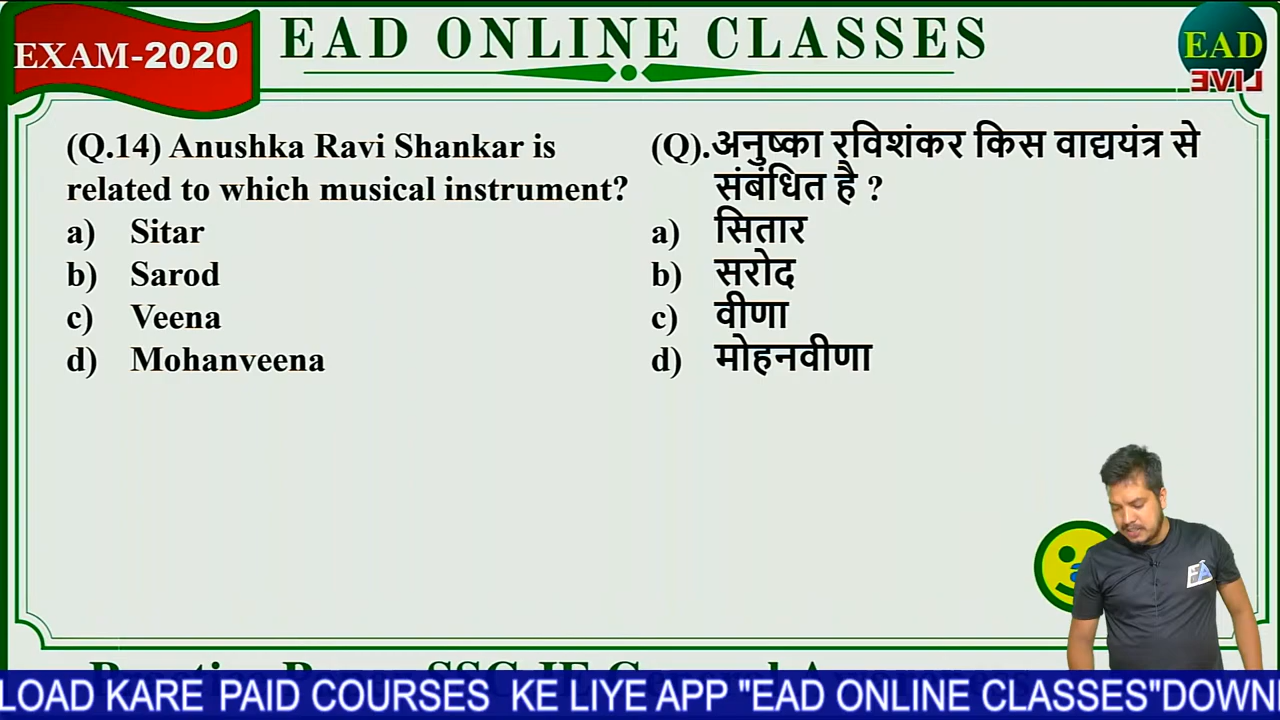 EXAM-2020
EAD ONLINE CLASSES
EAD
LIVE
(Q.14) Anushka Ravi Shankar is
related to which musical instrument?
a) Sitar
b) Sarod
c) Veena
d) Mohanveena
(Q).अनुष्का रविशंकर किस वाद्ययंत्र से
संबंधित है ?
a) सितार
b) सरोद
c) वीणा
d) मोहनवीणा
LOAD KARE PAID COURSES KE LIYE APP "EAD ONLINE CLASSES"DOWNL